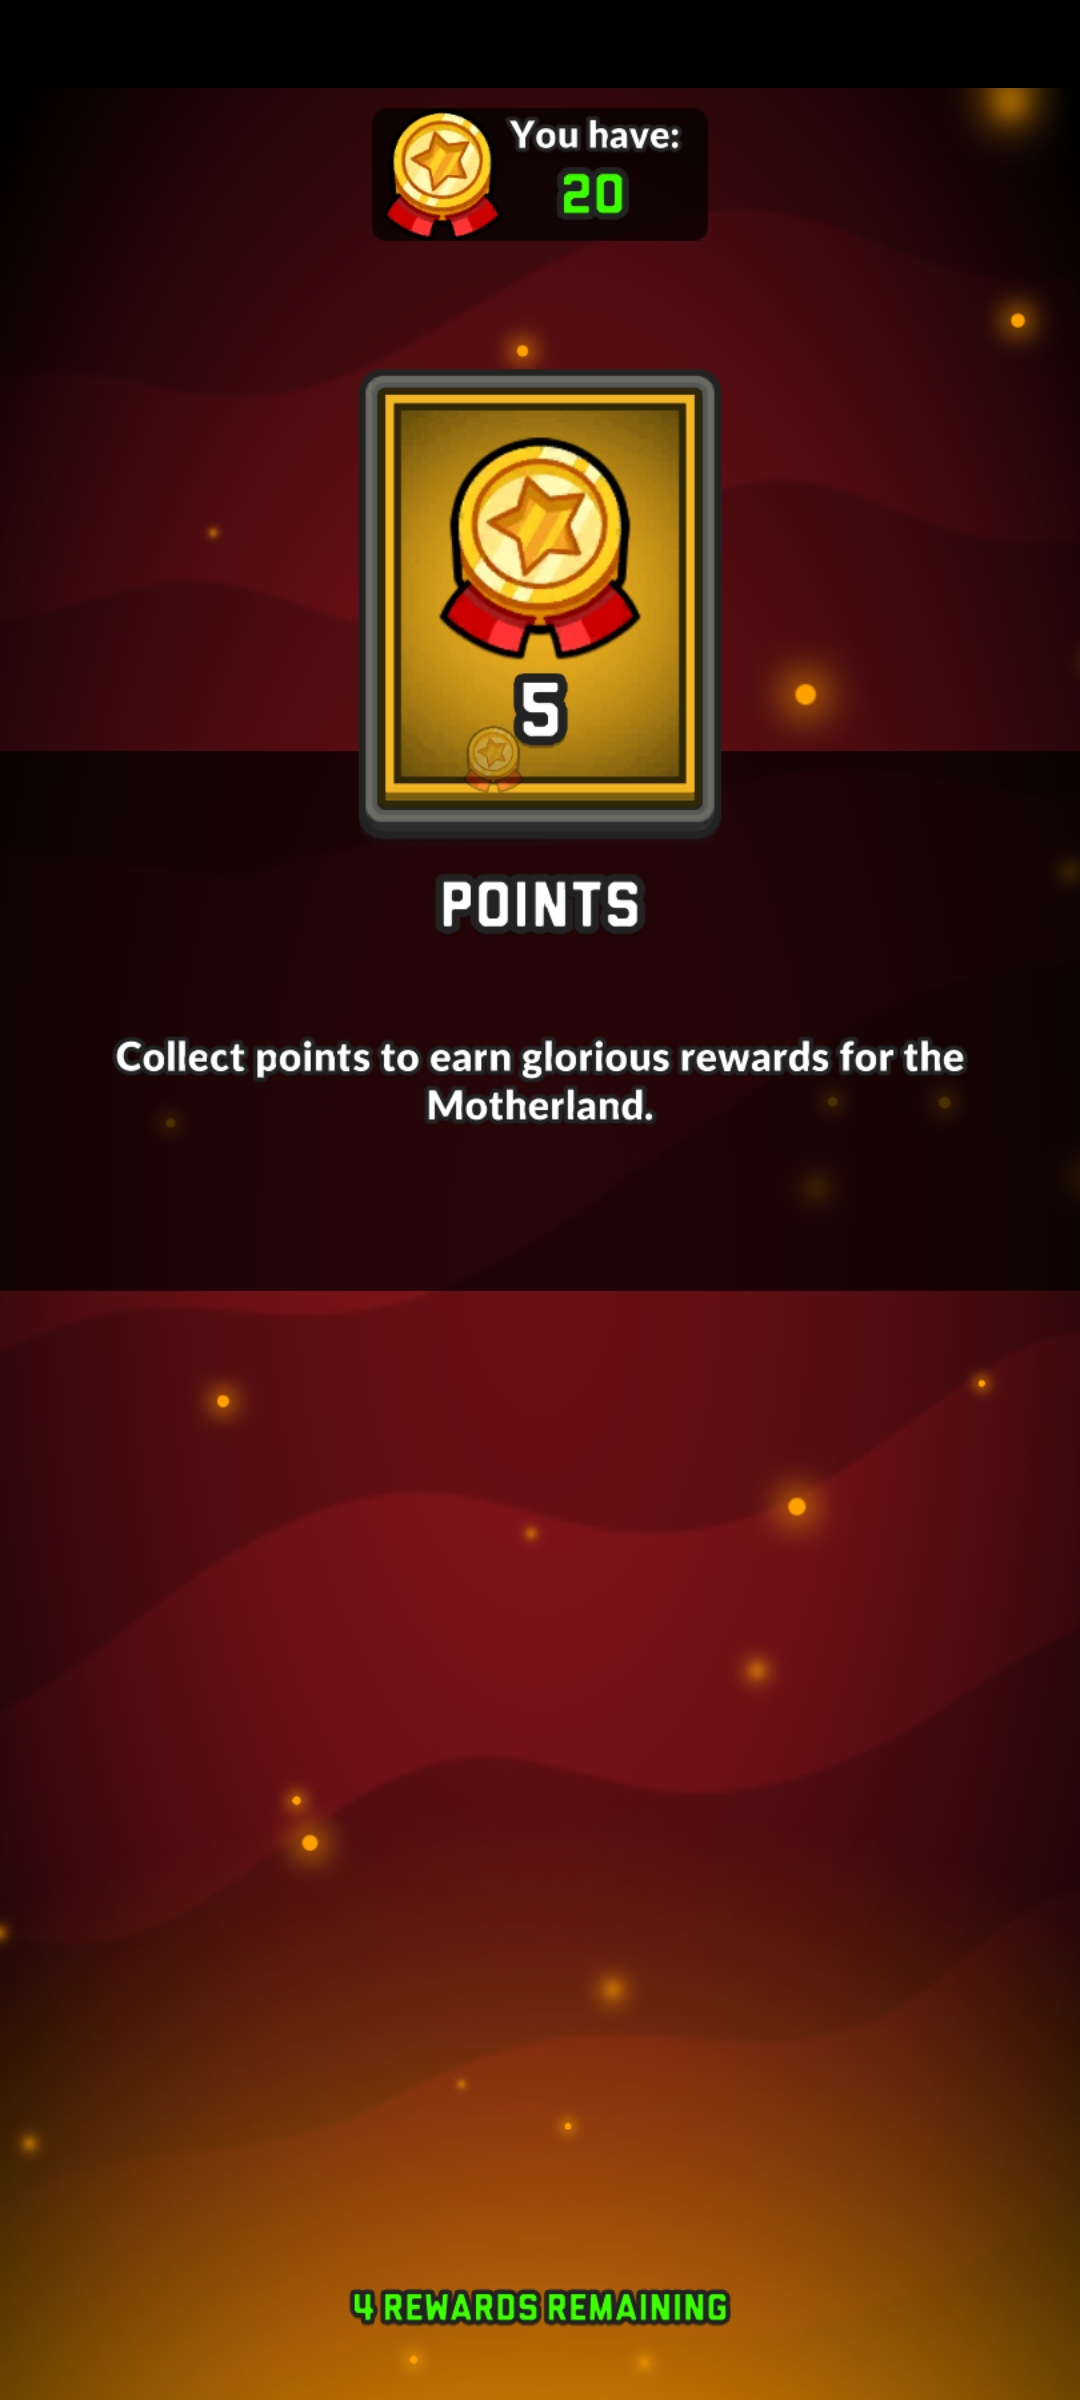 You have:
20
5
POINTS
Collect points to earn glorious rewards for the
Motherland.
4 REWARDS REMAINING